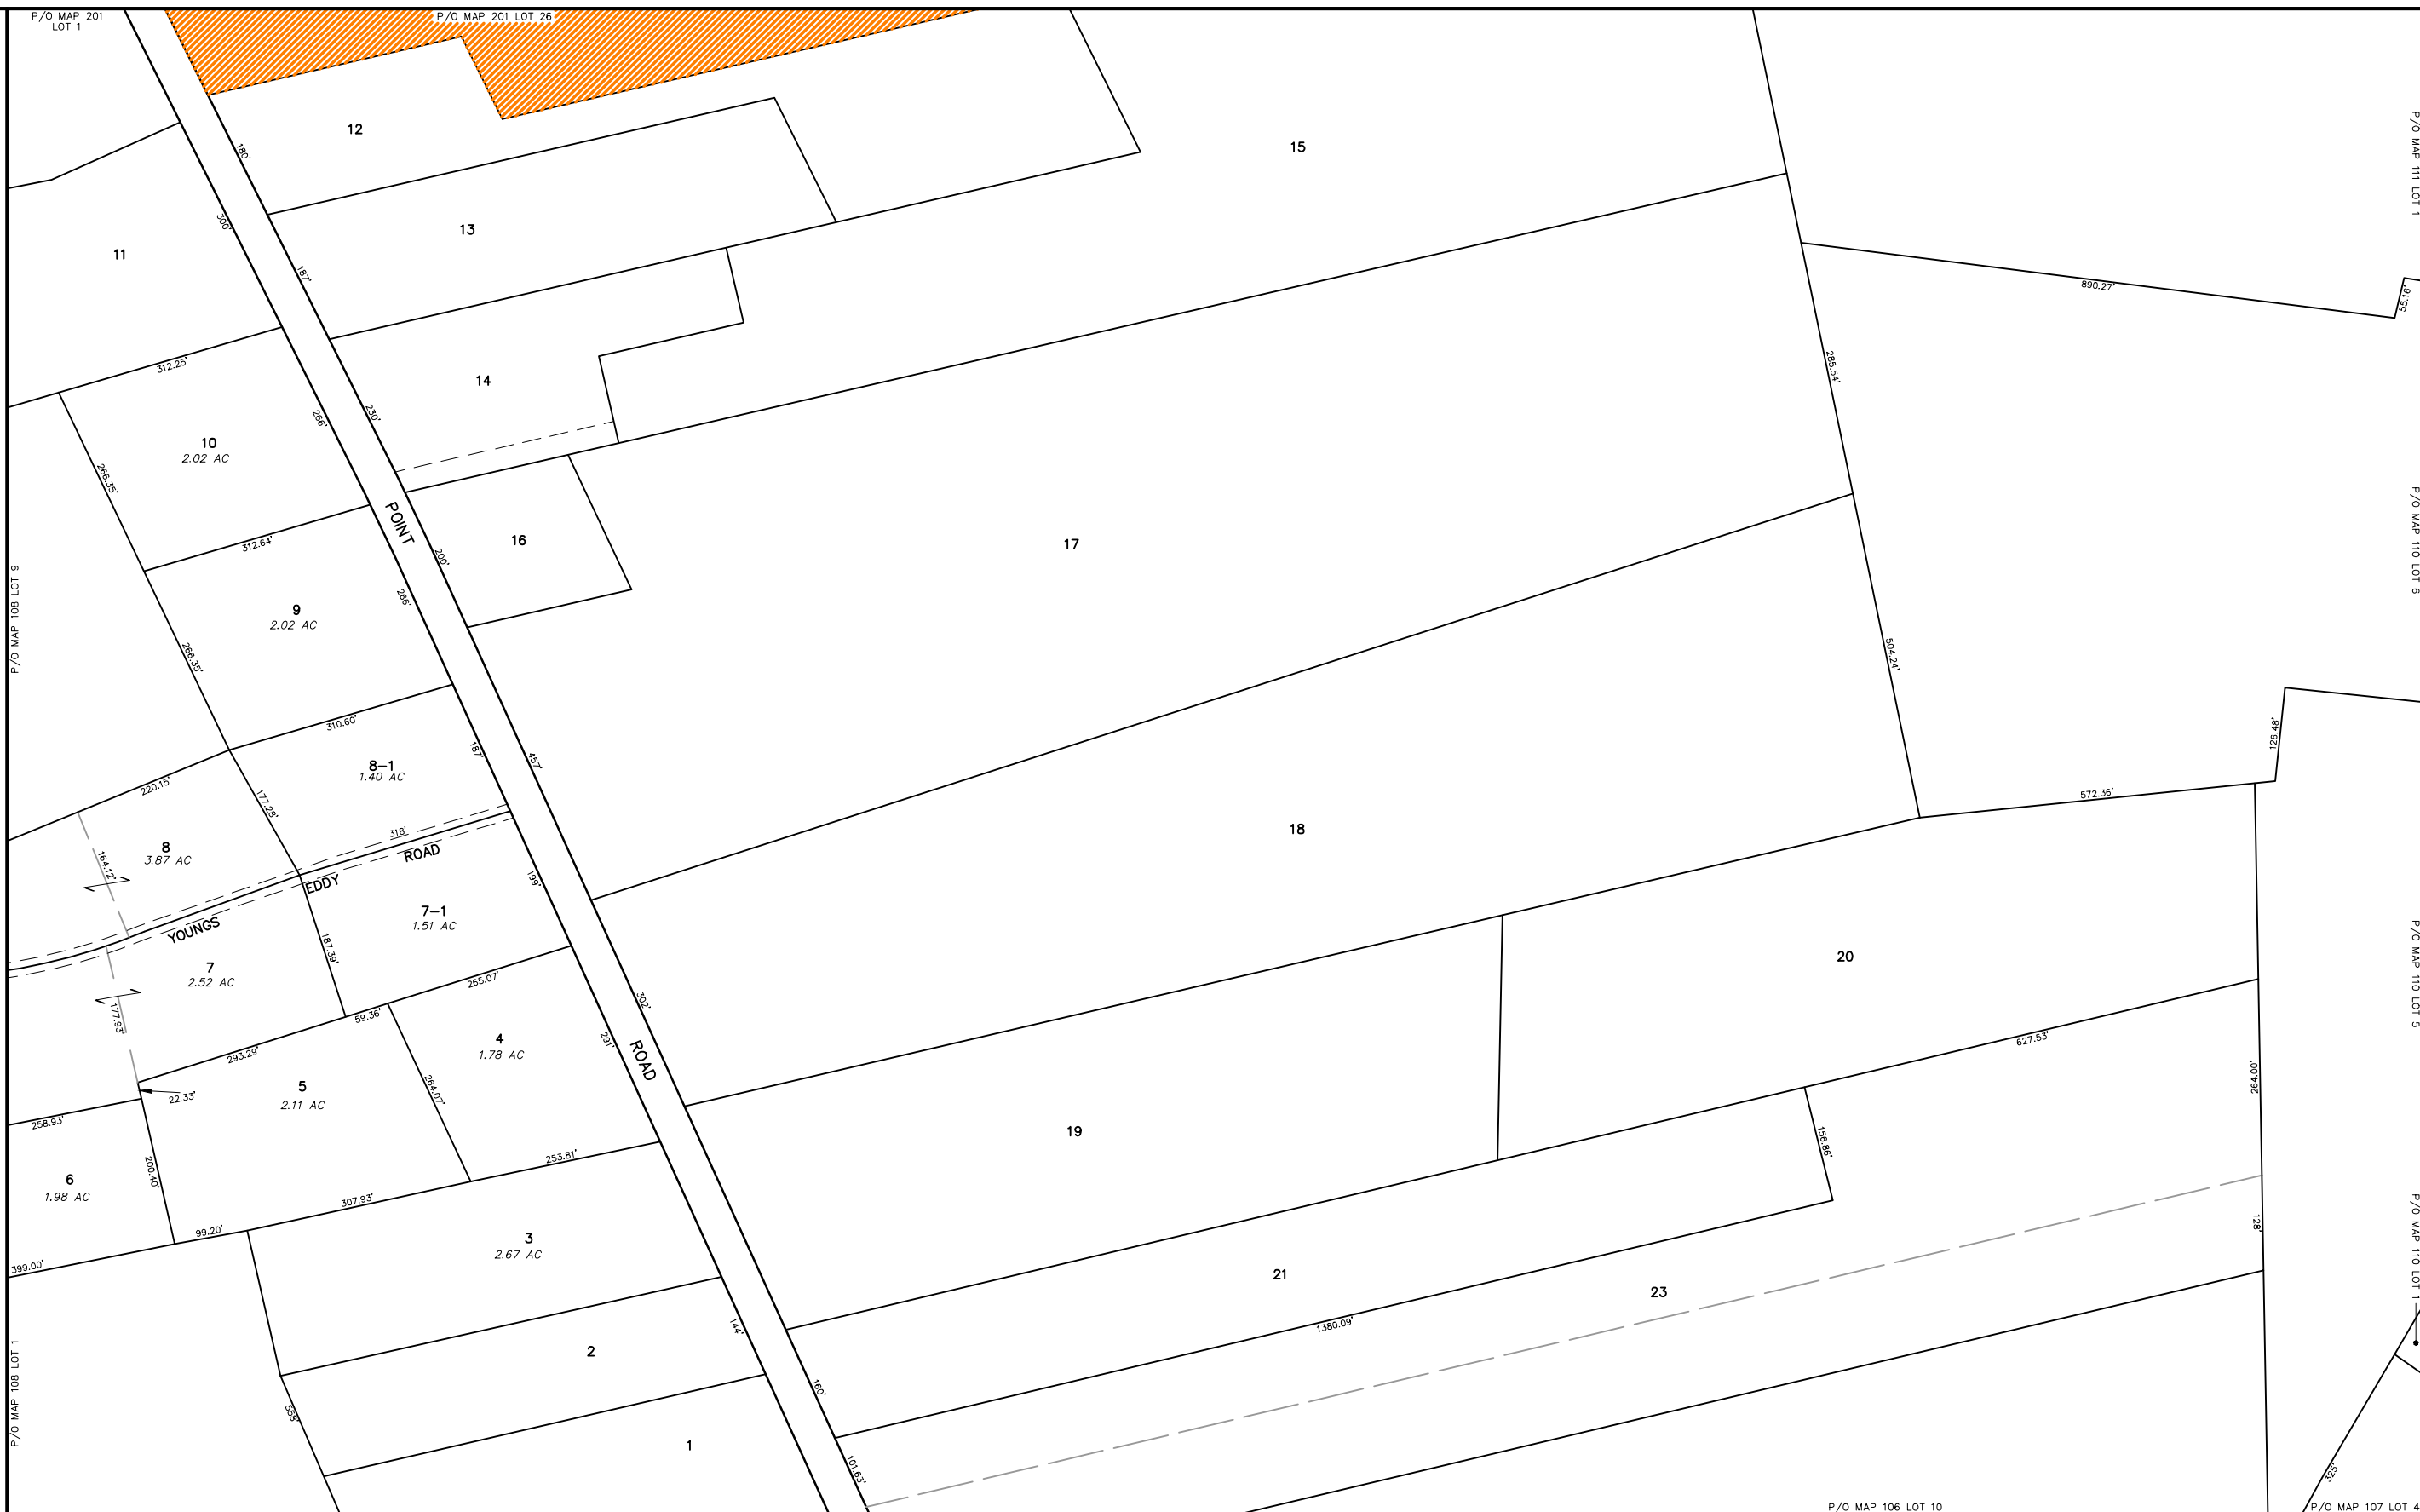 P/O MAP 201
LOT 1
P/O MAP 201 LOT 26
P/O MAP 111 LOT 1
12
180'
15
300'
13
11
187'
890.27'
55.16'
312.25'
14
285.54'
266'
230'
10
2.02 AC
266.35'
POINT
312.64'
200'
16
17
P/O MAP 110 LOT 6
P/O MAP 108 LOT 9
9
2.02 AC
266'
266.35'
504.24'
310.60'
187'
457'
126.48'
8-1
1.40 AC
220.15'
177.28'
572.36'
318'
18
8
3.87 AC
164.12'
ROAD
EDDY
199'
YOUNGS
7-1
1.51 AC
187.39'
7
2.52 AC
265.07'
20
P/O MAP 110 LOT 5
177.93'
59.36'
302'
293.29'
4
1.78 AC
291'
ROAD
627.53'
5
2.11 AC
22.33'
264.07'
264.00'
258.93'
19
156.86'
253.81'
6
1.98 AC
200.40'
307.93'
99.20'
128'
P/O MAP 110 LOT 1
399.00'
3
2.67 AC
21
23
144'
1380.09'
2
160'
558'
P/O MAP 108 LOT 1
1
101.63'
325'
P/O MAP 106 LOT 10
P/O MAP 107 LOT 4